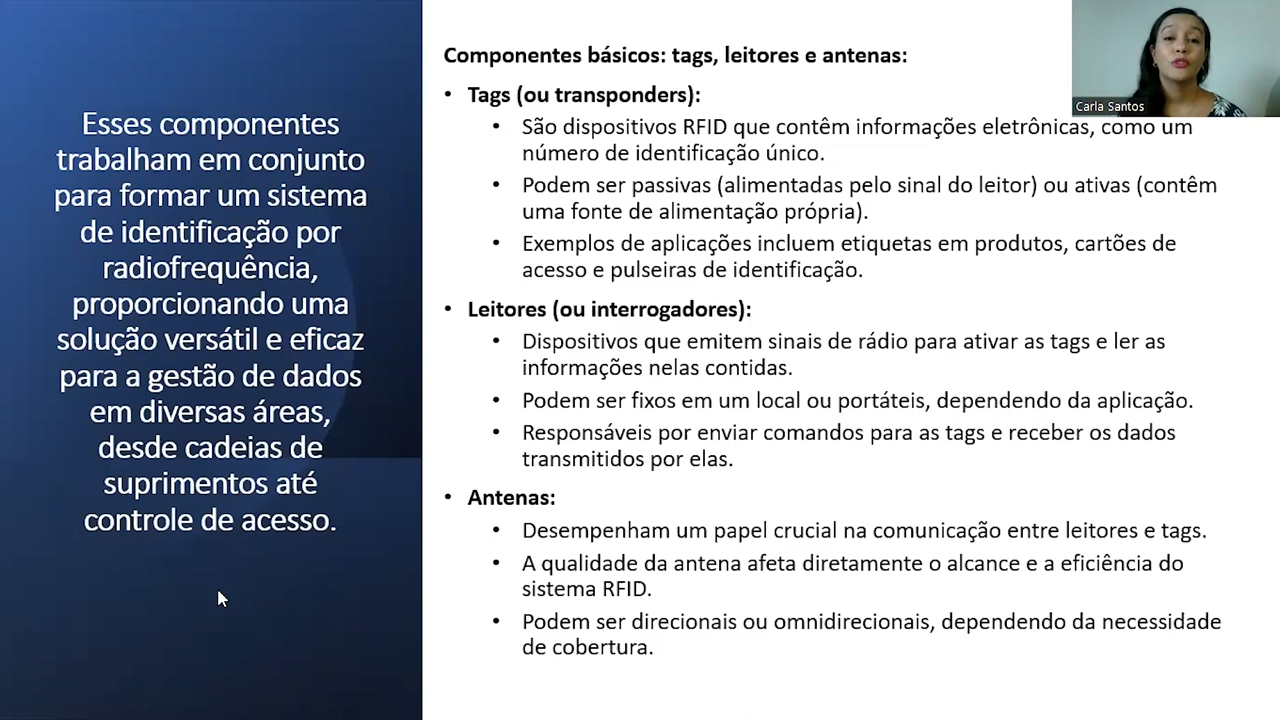 Esses componentes
trabalham em conjunto
para formar um sistema
de identificação por
radiofrequência,
proporcionando uma
solução versátil e eficaz
para a gestão de dados
em diversas áreas,
desde cadeias de
suprimentos até
controle de acesso.
Componentes básicos: tags, leitores e antenas:
• Tags (ou transponders):
• São dispositivos RFID que contêm informações eletrônicas, como um
número de identificação único.
• Podem ser passivas (alimentadas pelo sinal do leitor) ou ativas (contêm
uma fonte de alimentação própria).
• Exemplos de aplicações incluem etiquetas em produtos, cartões de
acesso e pulseiras de identificação.
• Leitores (ou interrogadores):
• Dispositivos que emitem sinais de rádio para ativar as tags e ler as
informações nelas contidas.
• Podem ser fixos em um local ou portáteis, dependendo da aplicação.
• Responsáveis por enviar comandos para as tags e receber os dados
transmitidos por elas.
• Antenas:
• Desempenham um papel crucial na comunicação entre leitores e tags.
• A qualidade da antena afeta diretamente o alcance e a eficiência do
sistema RFID.
• Podem ser direcionais ou omnidirecionais, dependendo da necessidade
de cobertura.
Carla Santos